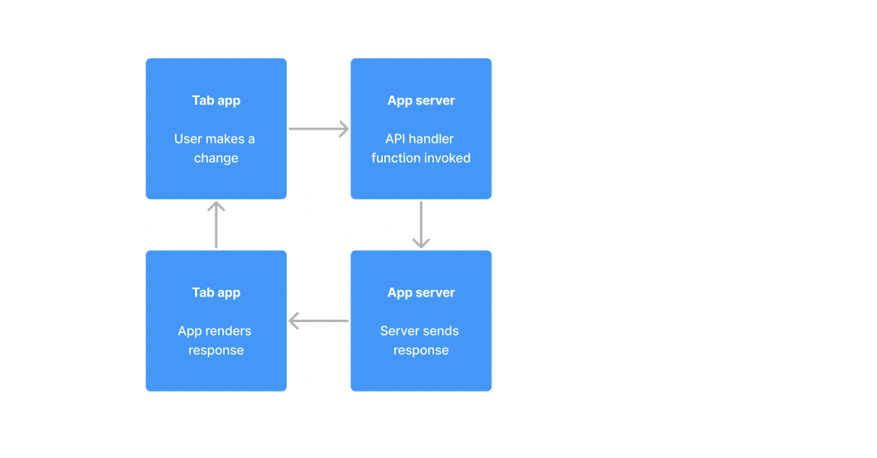 Tab app
User makes a
change
App server
API handler
function invoked
Tab app
App renders
response
App server
Server sends
response